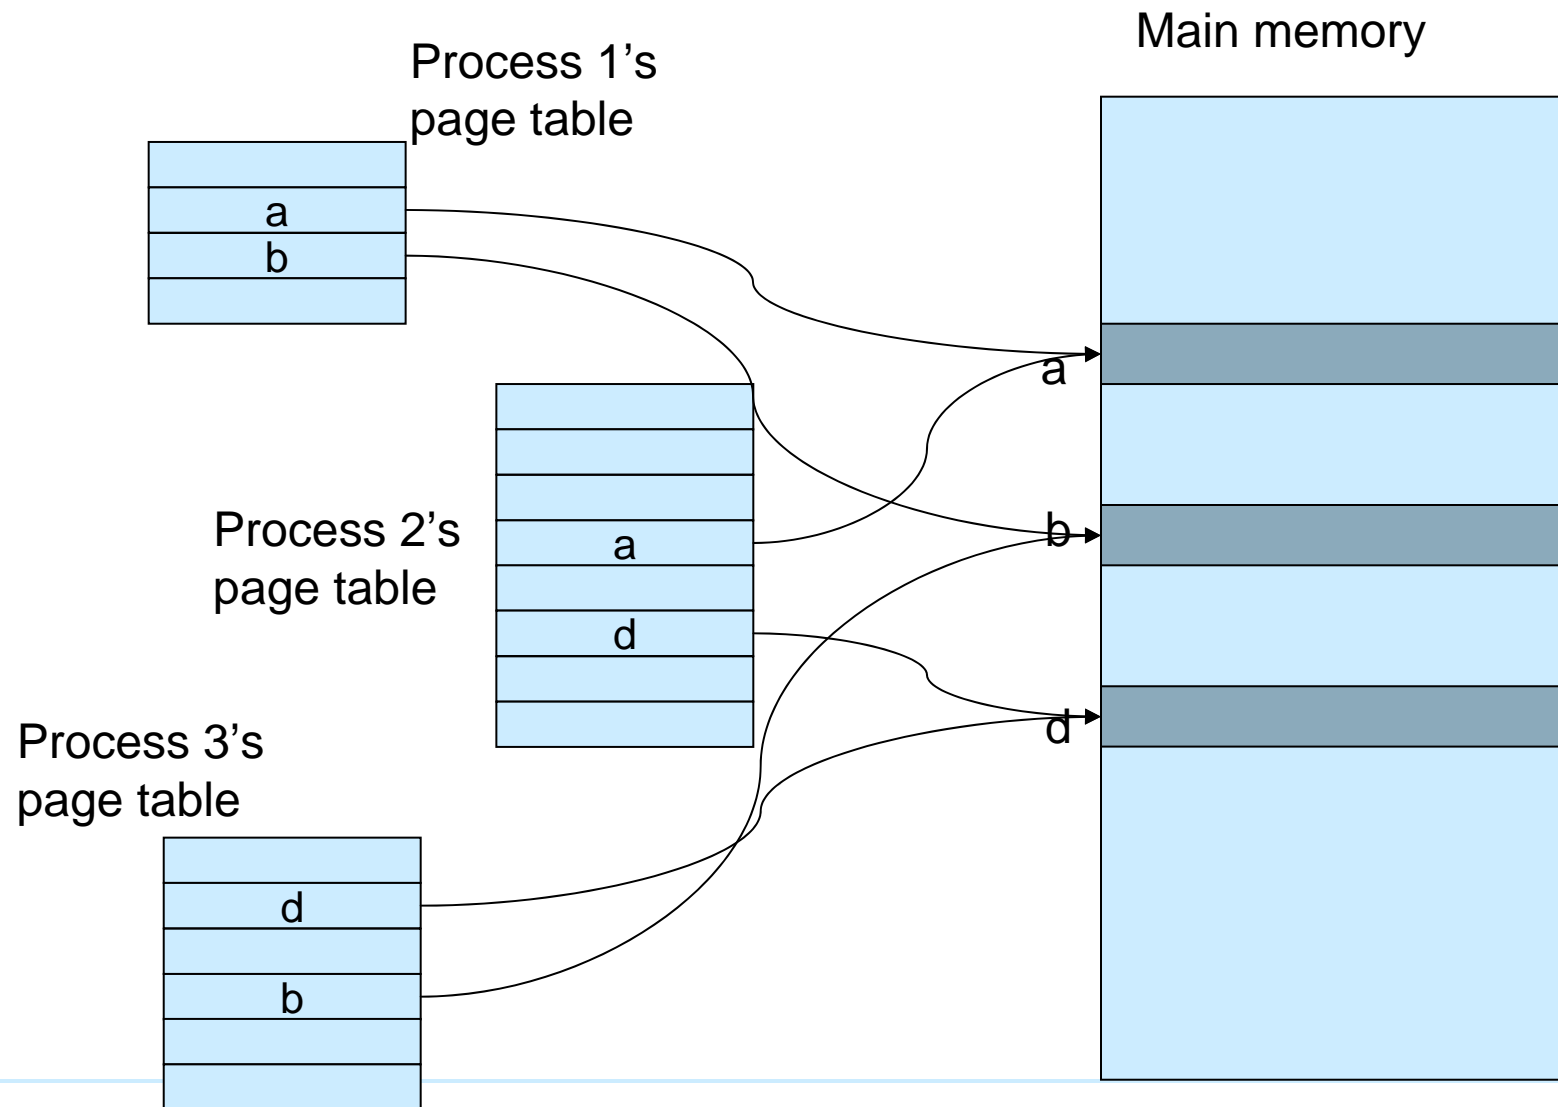 Main memory
Process 1’s
page table
a
b
a
b
d
Process 2’s
page table
a
d
Process 3’s
page table
d
b